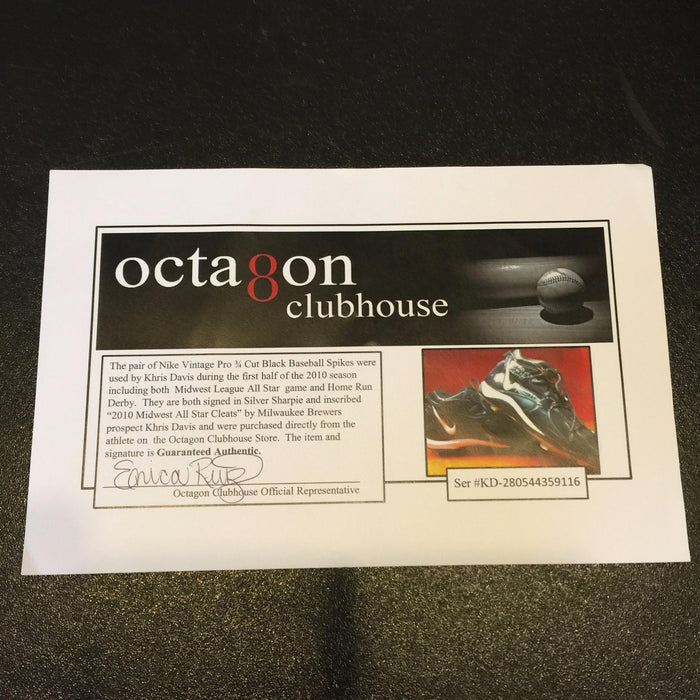 octa8on
clubhouse
The pair of Nike Vintage Pro ¾ Cut Black Baseball Spikes were
used by Khris Davis during the first half of the 2010 season
including both Midwest League All Star game and Home Run
Derby. They are both signed in Silver Sharpie and inscribed
“2010 Midwest All Star Cleats” by Milwaukee Brewers
prospect Khris Davis and were purchased directly from the
athlete on the Octagon Clubhouse Store. The item and
signature is Guaranteed Authentic.
Erica Ruiz
Octagon Clubhouse Official Representative
Ser #KD-280544359116